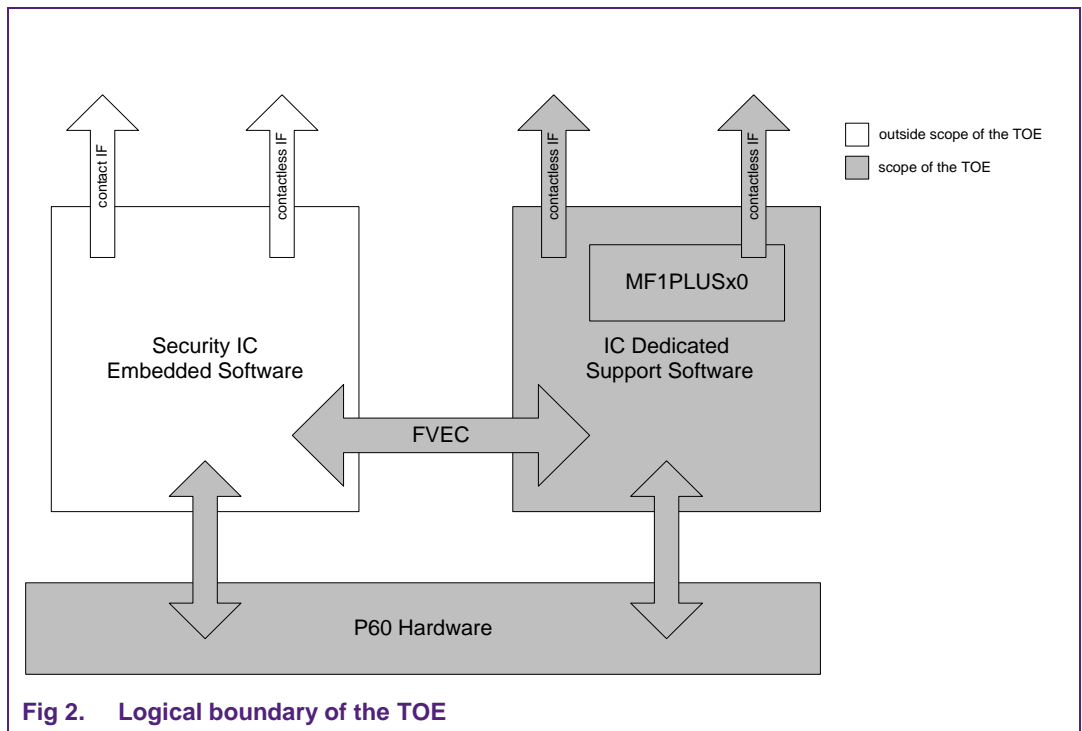 contact IF
contactless IF
contactless IF
contactless IF
outside scope of the TOE
scope of the TOE
MF1PLUSx0
Security IC
Embedded Software
IC Dedicated
Support Software
FVEC
P60 Hardware
Fig 2. Logical boundary of the TOE